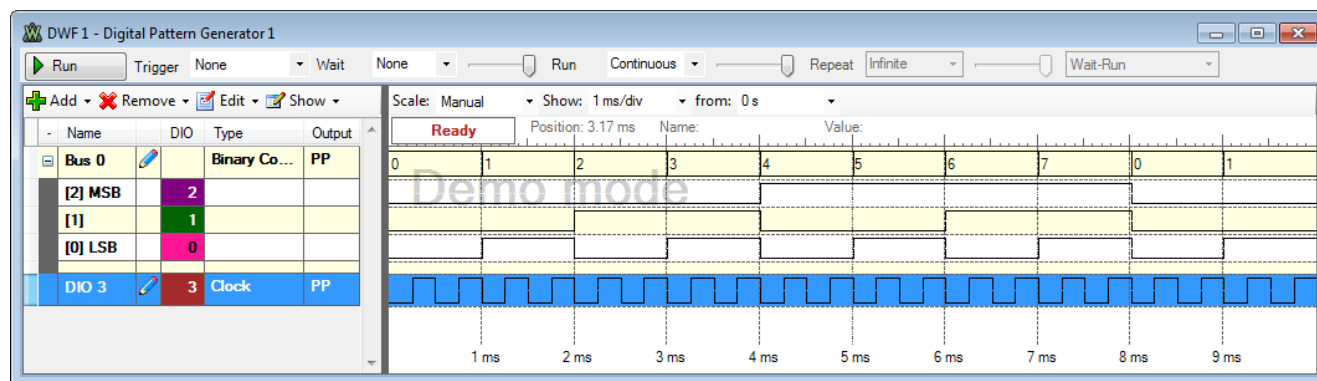 DWF1 - Digital Pattern Generator 1
Run Trigger None Wait None Run Continuous Repeat Infinite Wait-Run
Add Remove Edit Show Scale: Manual Show: 1 ms/div from: 0 s
- Name DIO Type Output Ready Position: 3.17 ms Name: Value:
Bus 0 Binary Co... PP 0 1 2 3 4 5 6 7 0 1
Demo mode
[2] MSB 2
[1] 1
[0] LSB 0
DIO 3 3 Clock PP
1 ms 2 ms 3 ms 4 ms 5 ms 6 ms 7 ms 8 ms 9 ms